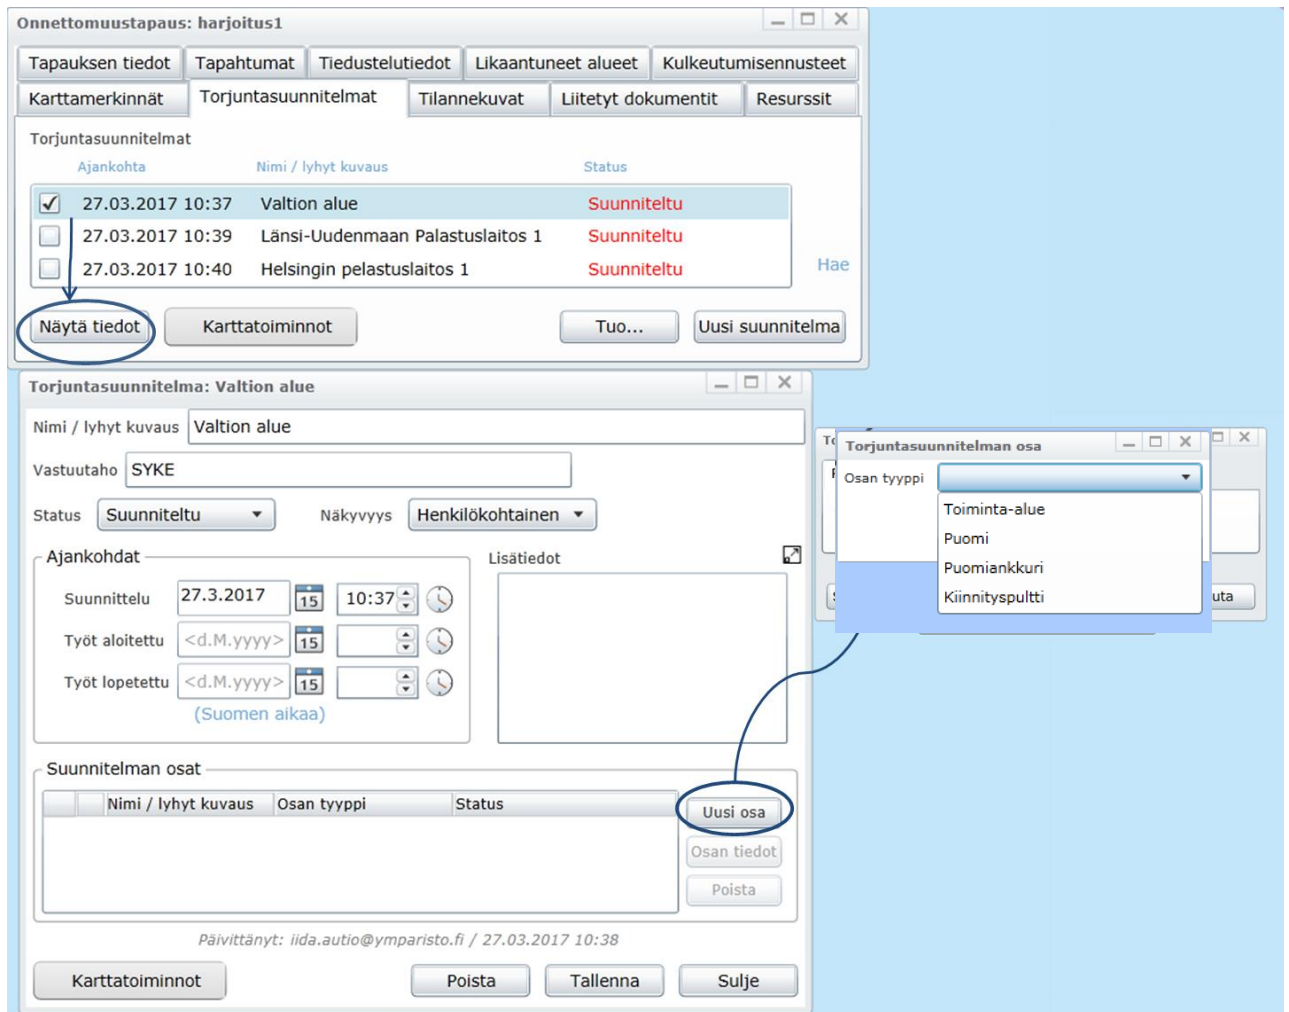 Onnettomuustapaus: harjoitus1
Tapauksen tiedot Tapahtumat Tiedustelutiedot Likaantuneet alueet Kulkeutumisennusteet
Karttamerkinnät Torjuntasuunnitelmat Tilannekuvat Liitetyt dokumentit Resurssit
Torjuntasuunnitelmat
Ajankohta Nimi / lyhyt kuvaus Status
27.03.2017 10:37 Valtion alue Suunniteltu
27.03.2017 10:39 Länsi-Uudenmaan Palastuslaitos 1 Suunniteltu
27.03.2017 10:40 Helsingin pelastuslaitos 1 Suunniteltu
Hae
Näytä tiedot Karttatoiminnot Tuo... Uusi suunnitelma
Torjuntasuunnitelma: Valtion alue
Nimi / lyhyt kuvaus Valtion alue
Vastuutaho SYKE
Status Suunniteltu Näkyvyys Henkilökohtainen
Ajankohdat Lisätiedot
Suunnittelu 27.3.2017 15 10:37
Työt aloitettu <d.M.yyyy> 15
Työt lopetettu <d.M.yyyy> 15
(Suomen aikaa)
Suunnitelman osat
Nimi / lyhyt kuvaus Osan tyyppi Status
Uusi osa
Osan tiedot
Poista
Päivittänyt: iida.autio@ymparisto.fi / 27.03.2017 10:38
Karttatoiminnot Poista Tallenna Sulje
Torjuntasuunnitelman osa
Osan tyyppi
Toiminta-alue
Puomi
Puomiankkuri
Kiinnityspultti
uta